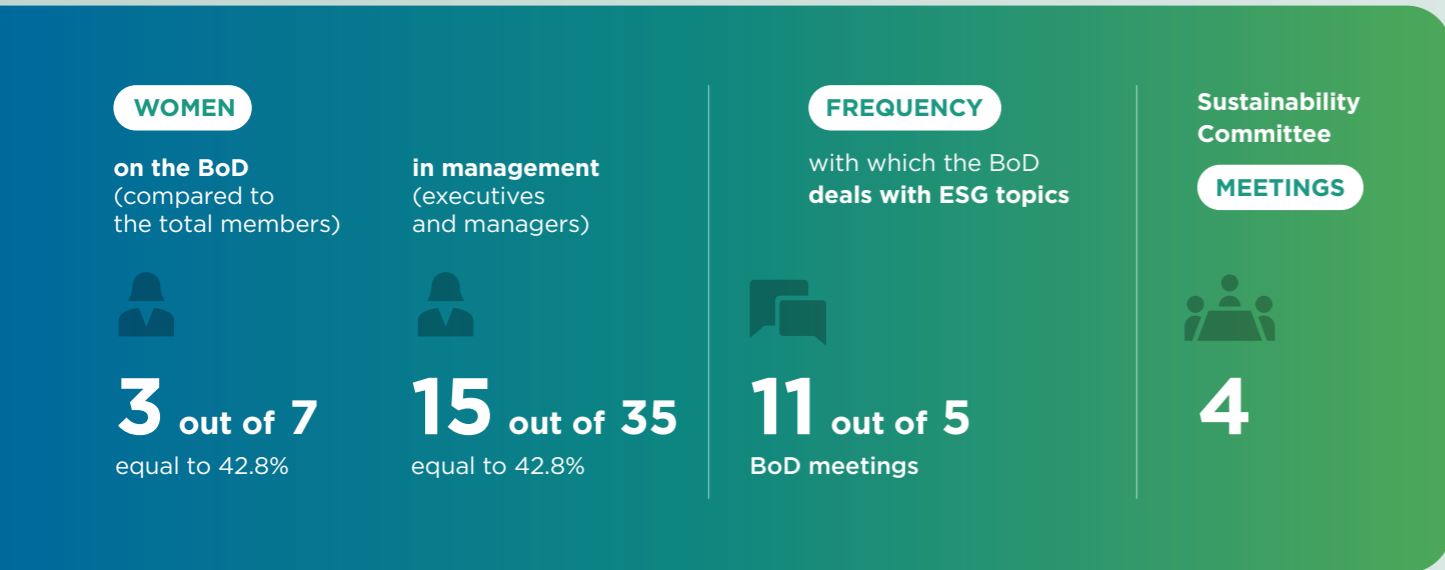 WOMEN
on the BoD
(compared to
the total members)
3 out of 7
equal to 42.8%
in management
(executives
and managers)
15 out of 35
equal to 42.8%
FREQUENCY
with which the BoD
deals with ESG topics
11 out of 5
BoD meetings
Sustainability
Committee
MEETINGS
4